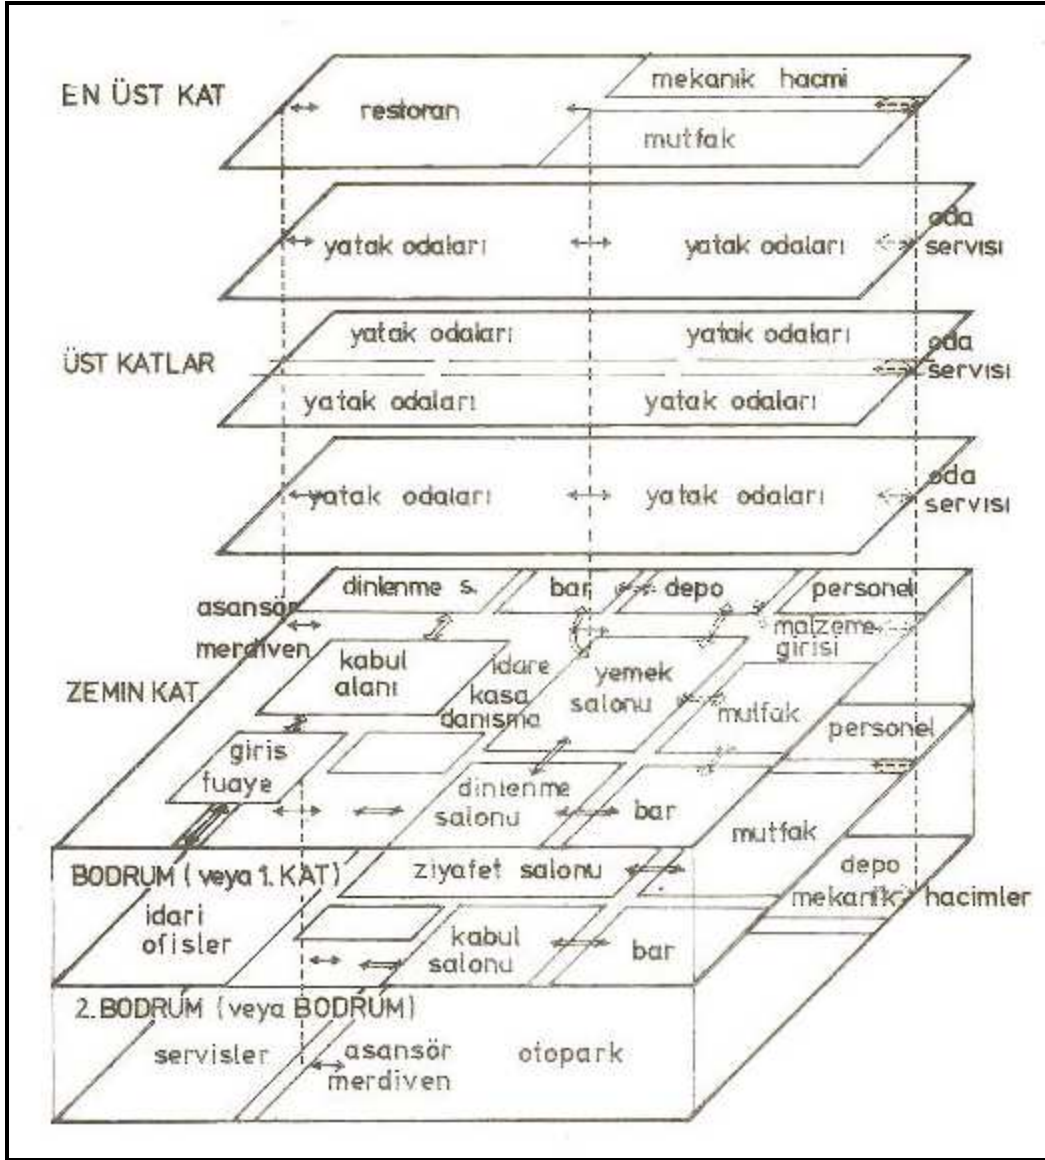 EN ÜST KAT
restoran
mekanik hacmi
mutfak
yatak odaları
yatak odaları
oda
servisi
ÜST KATLAR
yatak odaları
yatak odaları
yatak odaları
yatak odaları
oda
servisi
yatak odaları
yatak odaları
oda
servisi
ZEMİN KAT
dinlenme s.
bar
depo
personel
asansör
merdiven
malzeme
girisi
kabul
alanı
idare
kasa
danısma
yemek
salonu
mutfak
personel
giris
fuaye
dinlenme
salonu
bar
mutfak
BODRUM (veya 1. KAT)
ziyafet salonu
depo
mekanik hacimler
idari
ofisler
kabul
salonu
bar
2. BODRUM (veya BODRUM)
servisler
asansör
merdiven
otopark